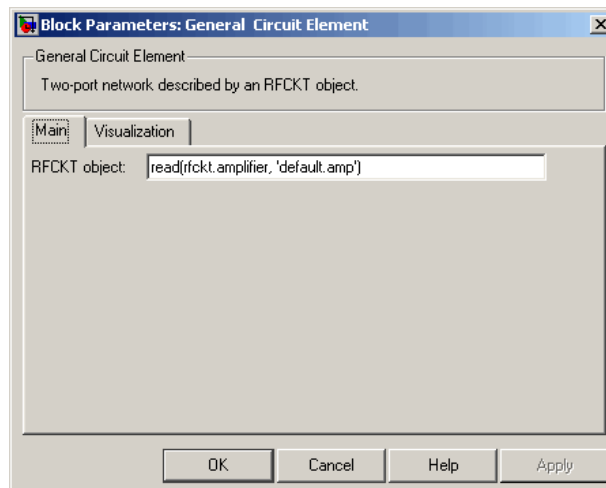 Block Parameters: General Circuit Element
General Circuit Element
Two-port network described by an RFCKT object.
Main Visualization
RFCKT object: read(rfckt.amplifier, 'default.amp')
OK Cancel Help Apply